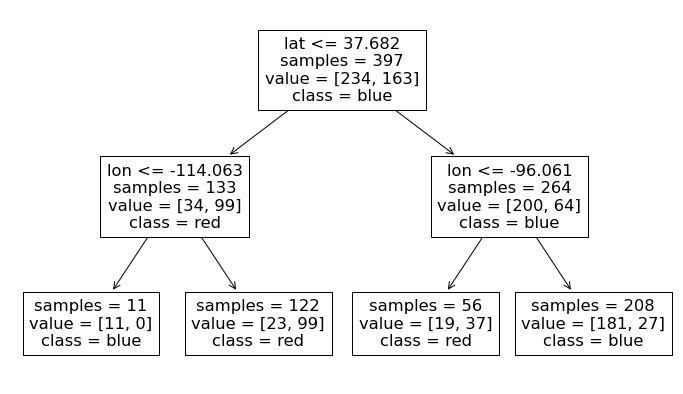 lat <= 37.682
samples = 397
value = [234, 163]
class = blue
lon <= -114.063
samples = 133
value = [34, 99]
class = red
lon <= -96.061
samples = 264
value = [200, 64]
class = blue
samples = 11
value = [11, 0]
class = blue
samples = 122
value = [23, 99]
class = red
samples = 56
value = [19, 37]
class = red
samples = 208
value = [181, 27]
class = blue